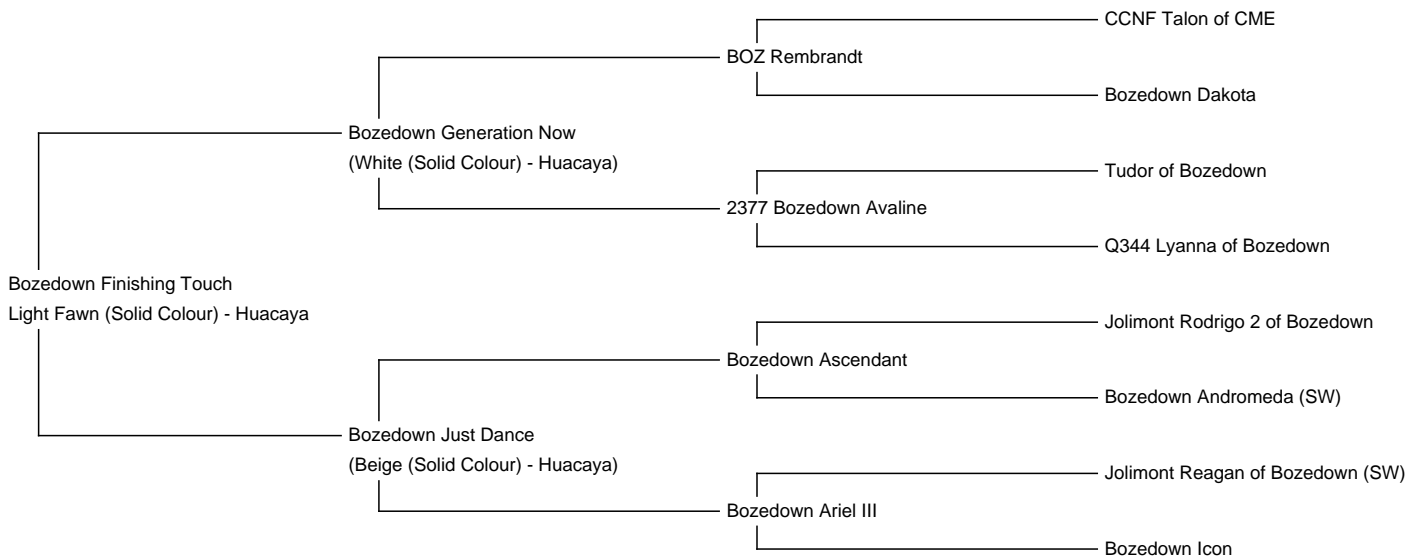 CCNF Talon of CME
BOZ Rembrandt
Bozedown Dakota
Bozedown Generation Now
(White (Solid Colour) - Huacaya)
Tudor of Bozedown
2377 Bozedown Avaline
Q344 Lyanna of Bozedown
Bozedown Finishing Touch
Light Fawn (Solid Colour) - Huacaya
Jolimont Rodrigo 2 of Bozedown
Bozedown Ascendant
Bozedown Andromeda (SW)
Bozedown Just Dance
(Beige (Solid Colour) - Huacaya)
Jolimont Reagan of Bozedown (SW)
Bozedown Ariel III
Bozedown Icon